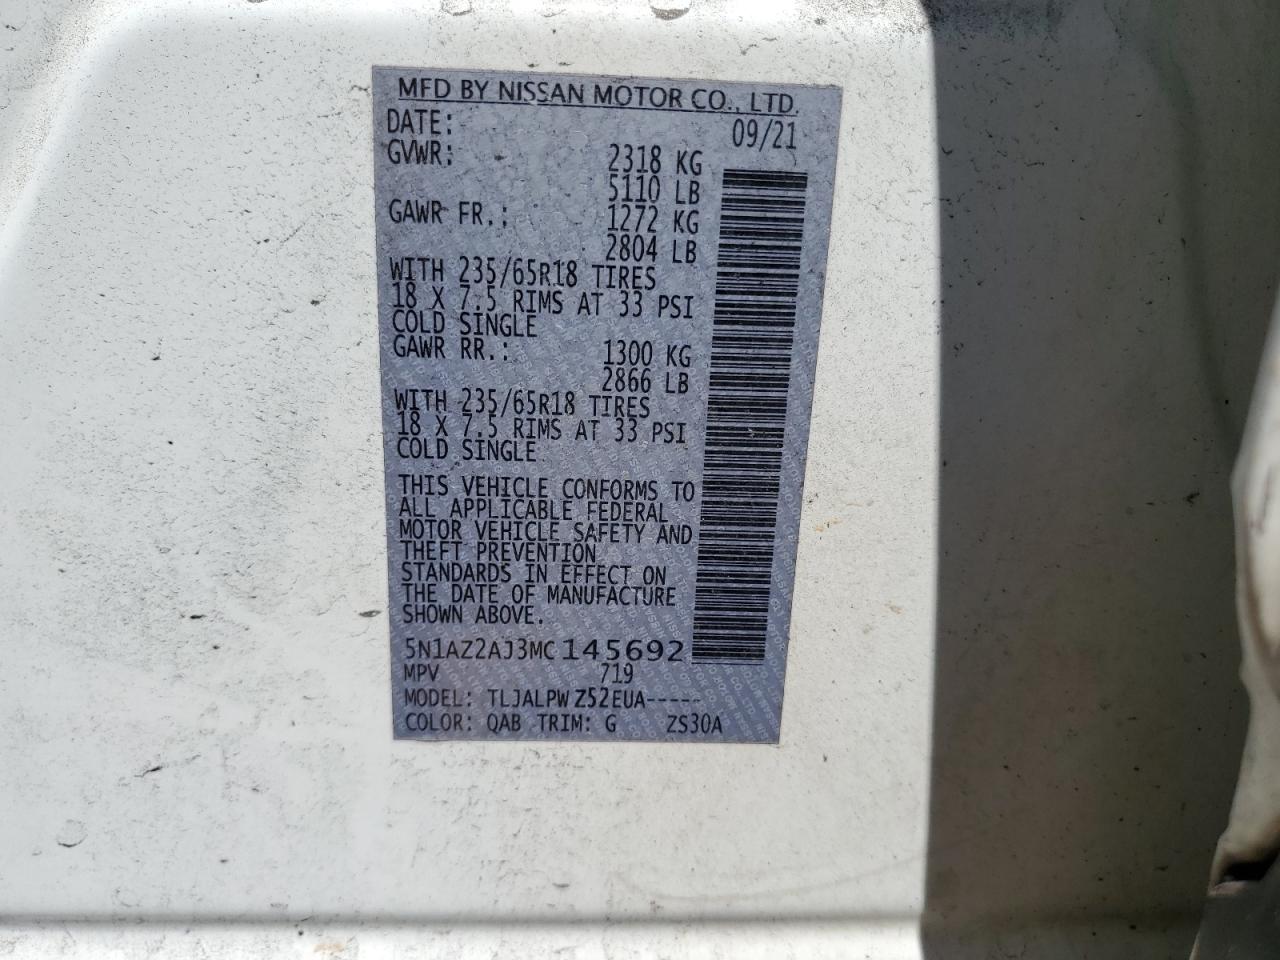 MFD BY NISSAN MOTOR CO., LTD.
DATE: 09/21
GVWR: 2318 KG
5110 LB
GAWR FR.: 1272 KG
2804 LB
WITH 235/65R18 TIRES
18 X 7.5 RIMS AT 33 PSI
COLD SINGLE
GAWR RR.: 1300 KG
2866 LB
WITH 235/65R18 TIRES
18 X 7.5 RIMS AT 33 PSI
COLD SINGLE
THIS VEHICLE CONFORMS TO
ALL APPLICABLE FEDERAL
MOTOR VEHICLE SAFETY AND
THEFT PREVENTION
STANDARDS IN EFFECT ON
THE DATE OF MANUFACTURE
SHOWN ABOVE.
5N1AZ2AJ3MC145692
MPV 719
MODEL: TLJALPW Z52EUA-----
COLOR: QAB TRIM: G ZS30A